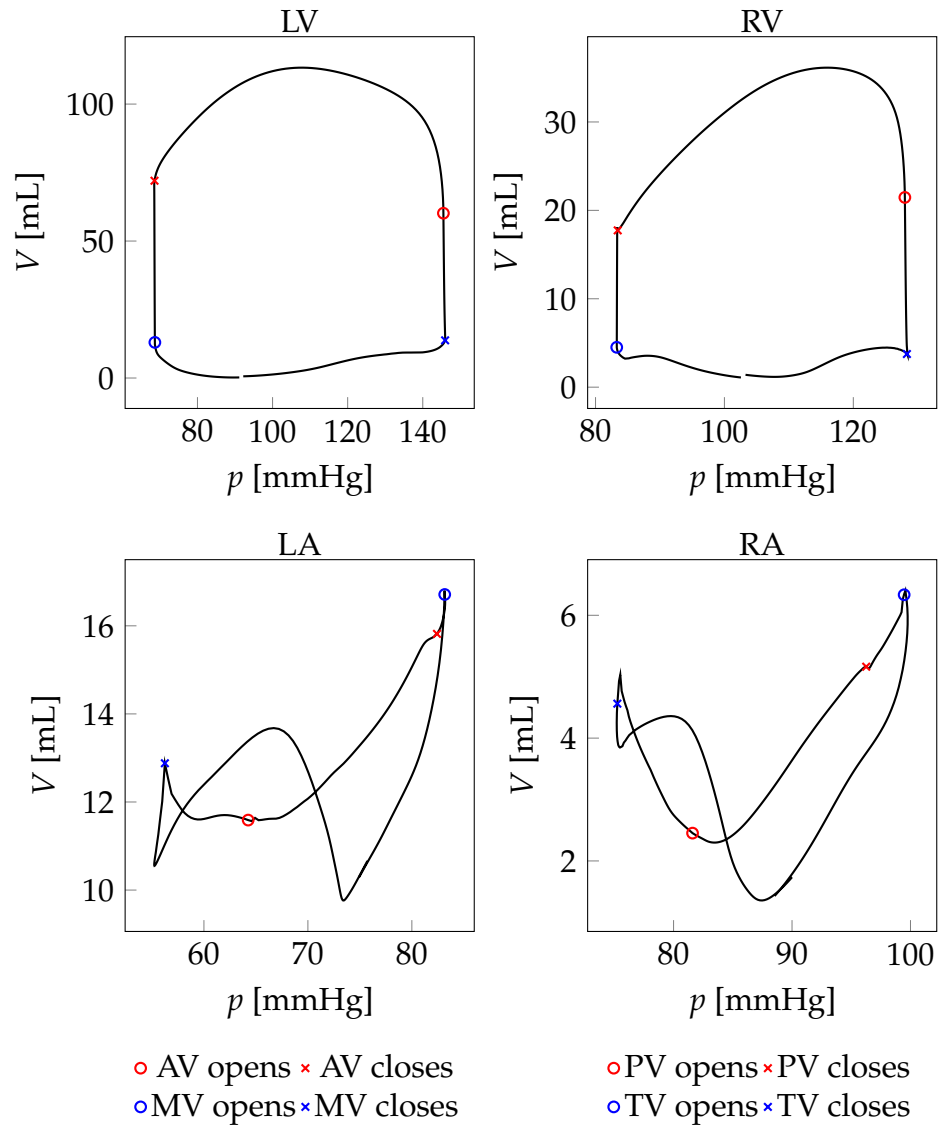 LV
RV
100
50
0
V [mL]
80
100
120
140
p [mmHg]
30
20
10
0
V [mL]
80
100
120
p [mmHg]
LA
RA
16
14
12
10
V [mL]
60
70
80
p [mmHg]
6
4
2
V [mL]
80
90
100
p [mmHg]
AV opens AV closes
MV opens MV closes
PV opens PV closes
TV opens TV closes